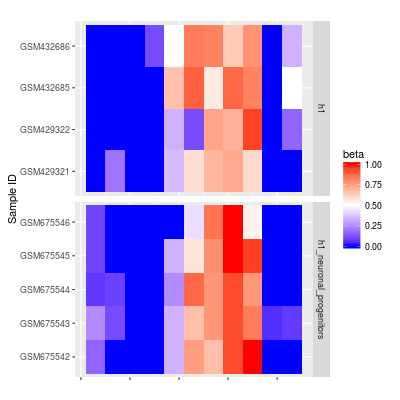 GSM432686
GSM432685
GSM429322
GSM429321
h1
GSM675546
GSM675545
GSM675544
GSM675543
GSM675542
h1_neuronal_progenitors
Sample ID
beta
1.00
0.75
0.50
0.25
0.00